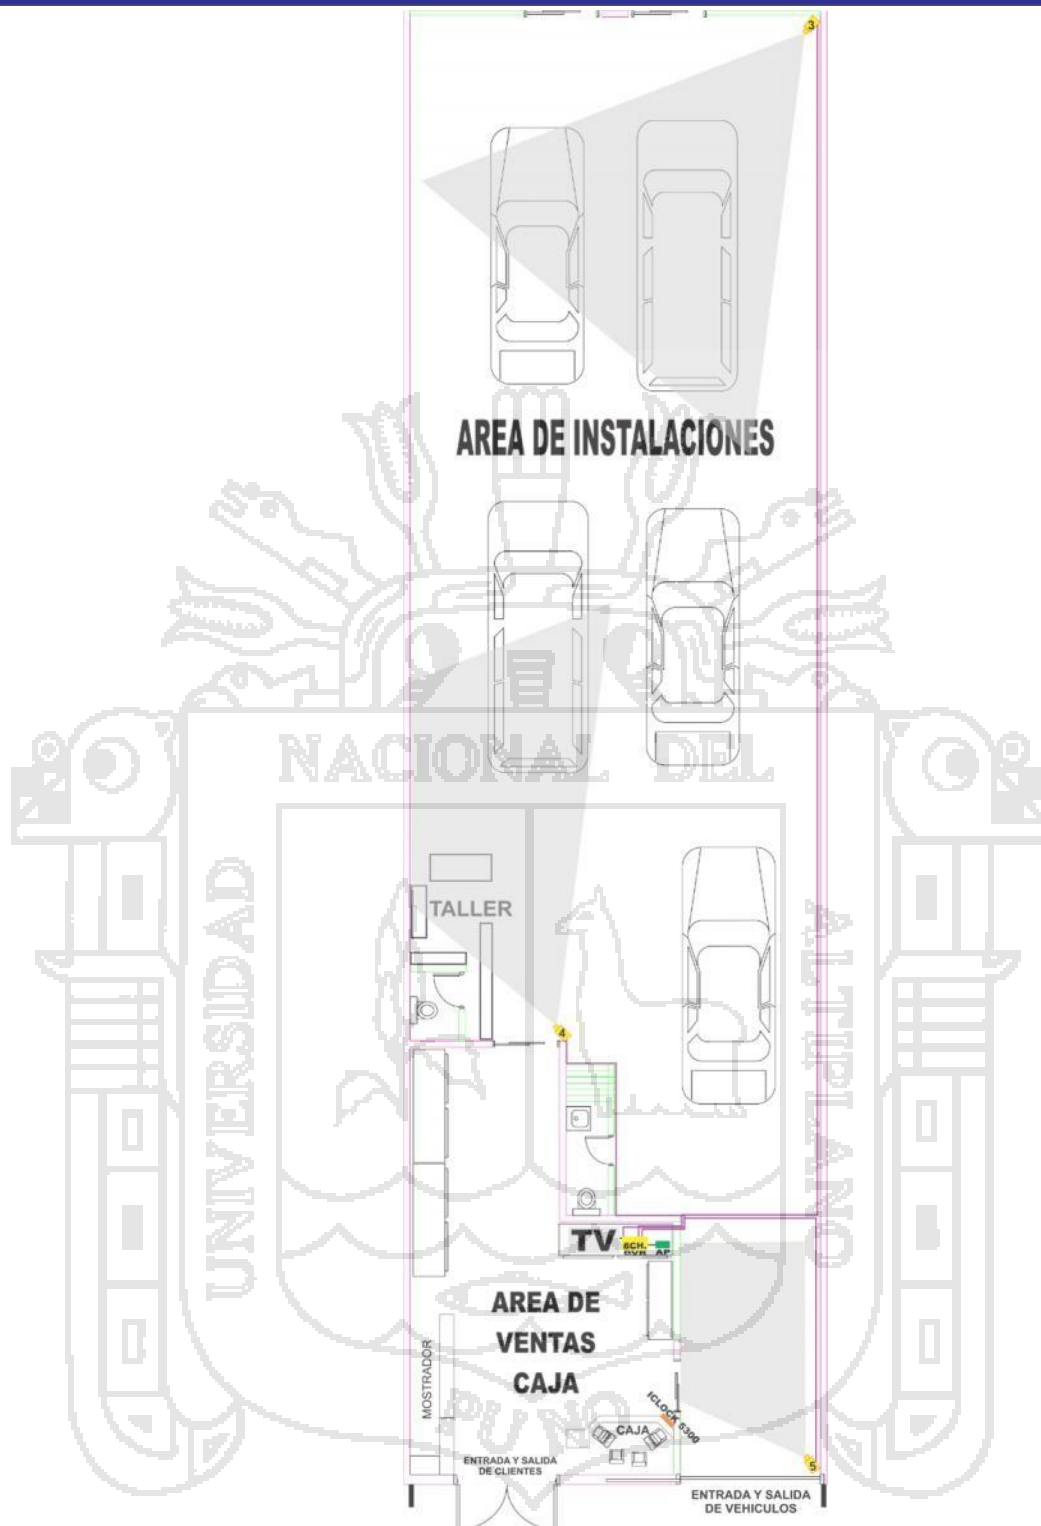 3
AREA DE INSTALACIONES
NACIONAL DEL
UNIVERSIDAD
ALTIPLANO
TALLER
4
TV
6CH.
DVR AP
AREA DE
VENTAS
CAJA
MOSTRADOR
ICLOCK 5300
PUNO
CAJA
ENTRADA Y SALIDA
DE CLIENTES
5
ENTRADA Y SALIDA
DE VEHICULOS